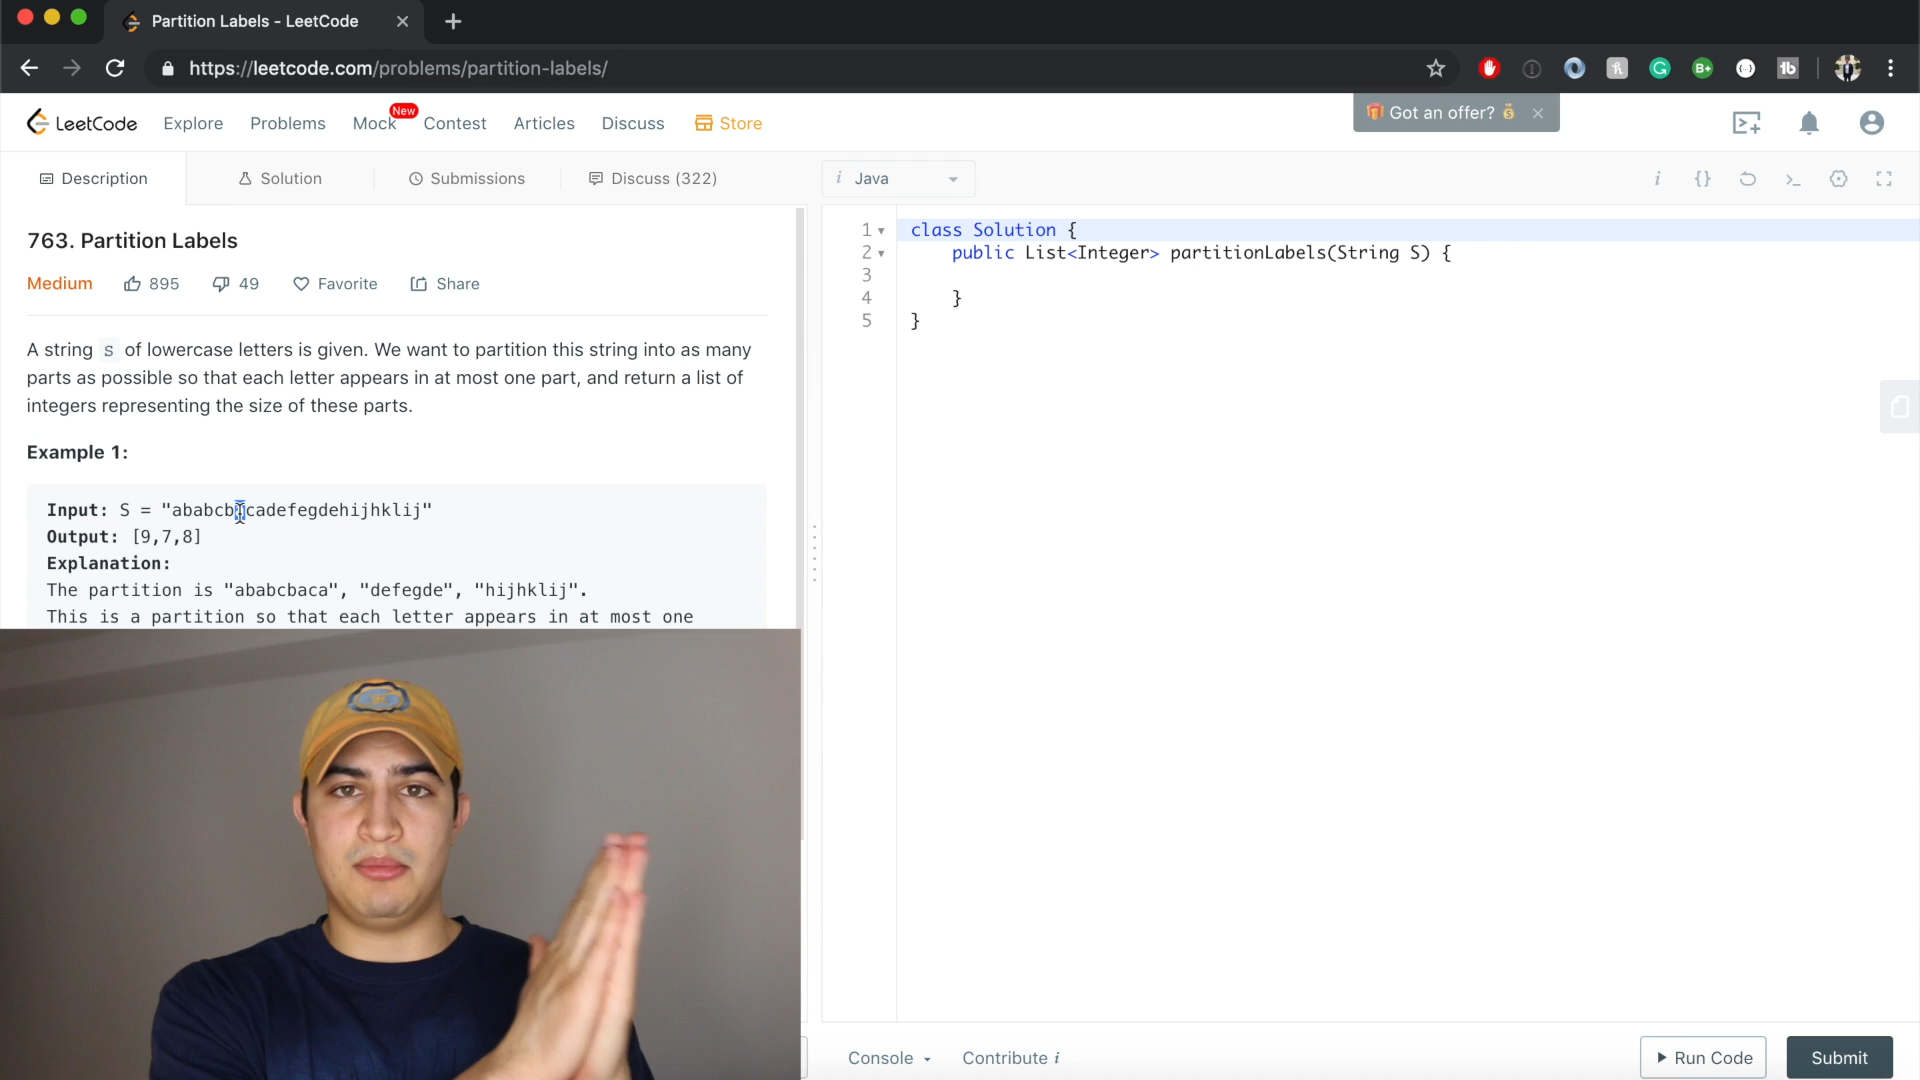 Partition Labels - LeetCode
https://leetcode.com/problems/partition-labels/
LeetCode Explore Problems Mock New Contest Articles Discuss Store
Got an offer?
Description Solution Submissions Discuss (322)
763. Partition Labels
Medium 895 49 Favorite Share
A string S of lowercase letters is given. We want to partition this string into as many
parts as possible so that each letter appears in at most one part, and return a list of
integers representing the size of these parts.
Example 1:
Input: S = "ababcbacadefegdehijhklij"
Output: [9,7,8]
Explanation:
The partition is "ababcbaca", "defegde", "hijhklij".
This is a partition so that each letter appears in at most one
i Java
i {} >_
1 class Solution {
2 public List<Integer> partitionLabels(String S) {
3
4 }
5 }
Console Contribute i
Run Code Submit